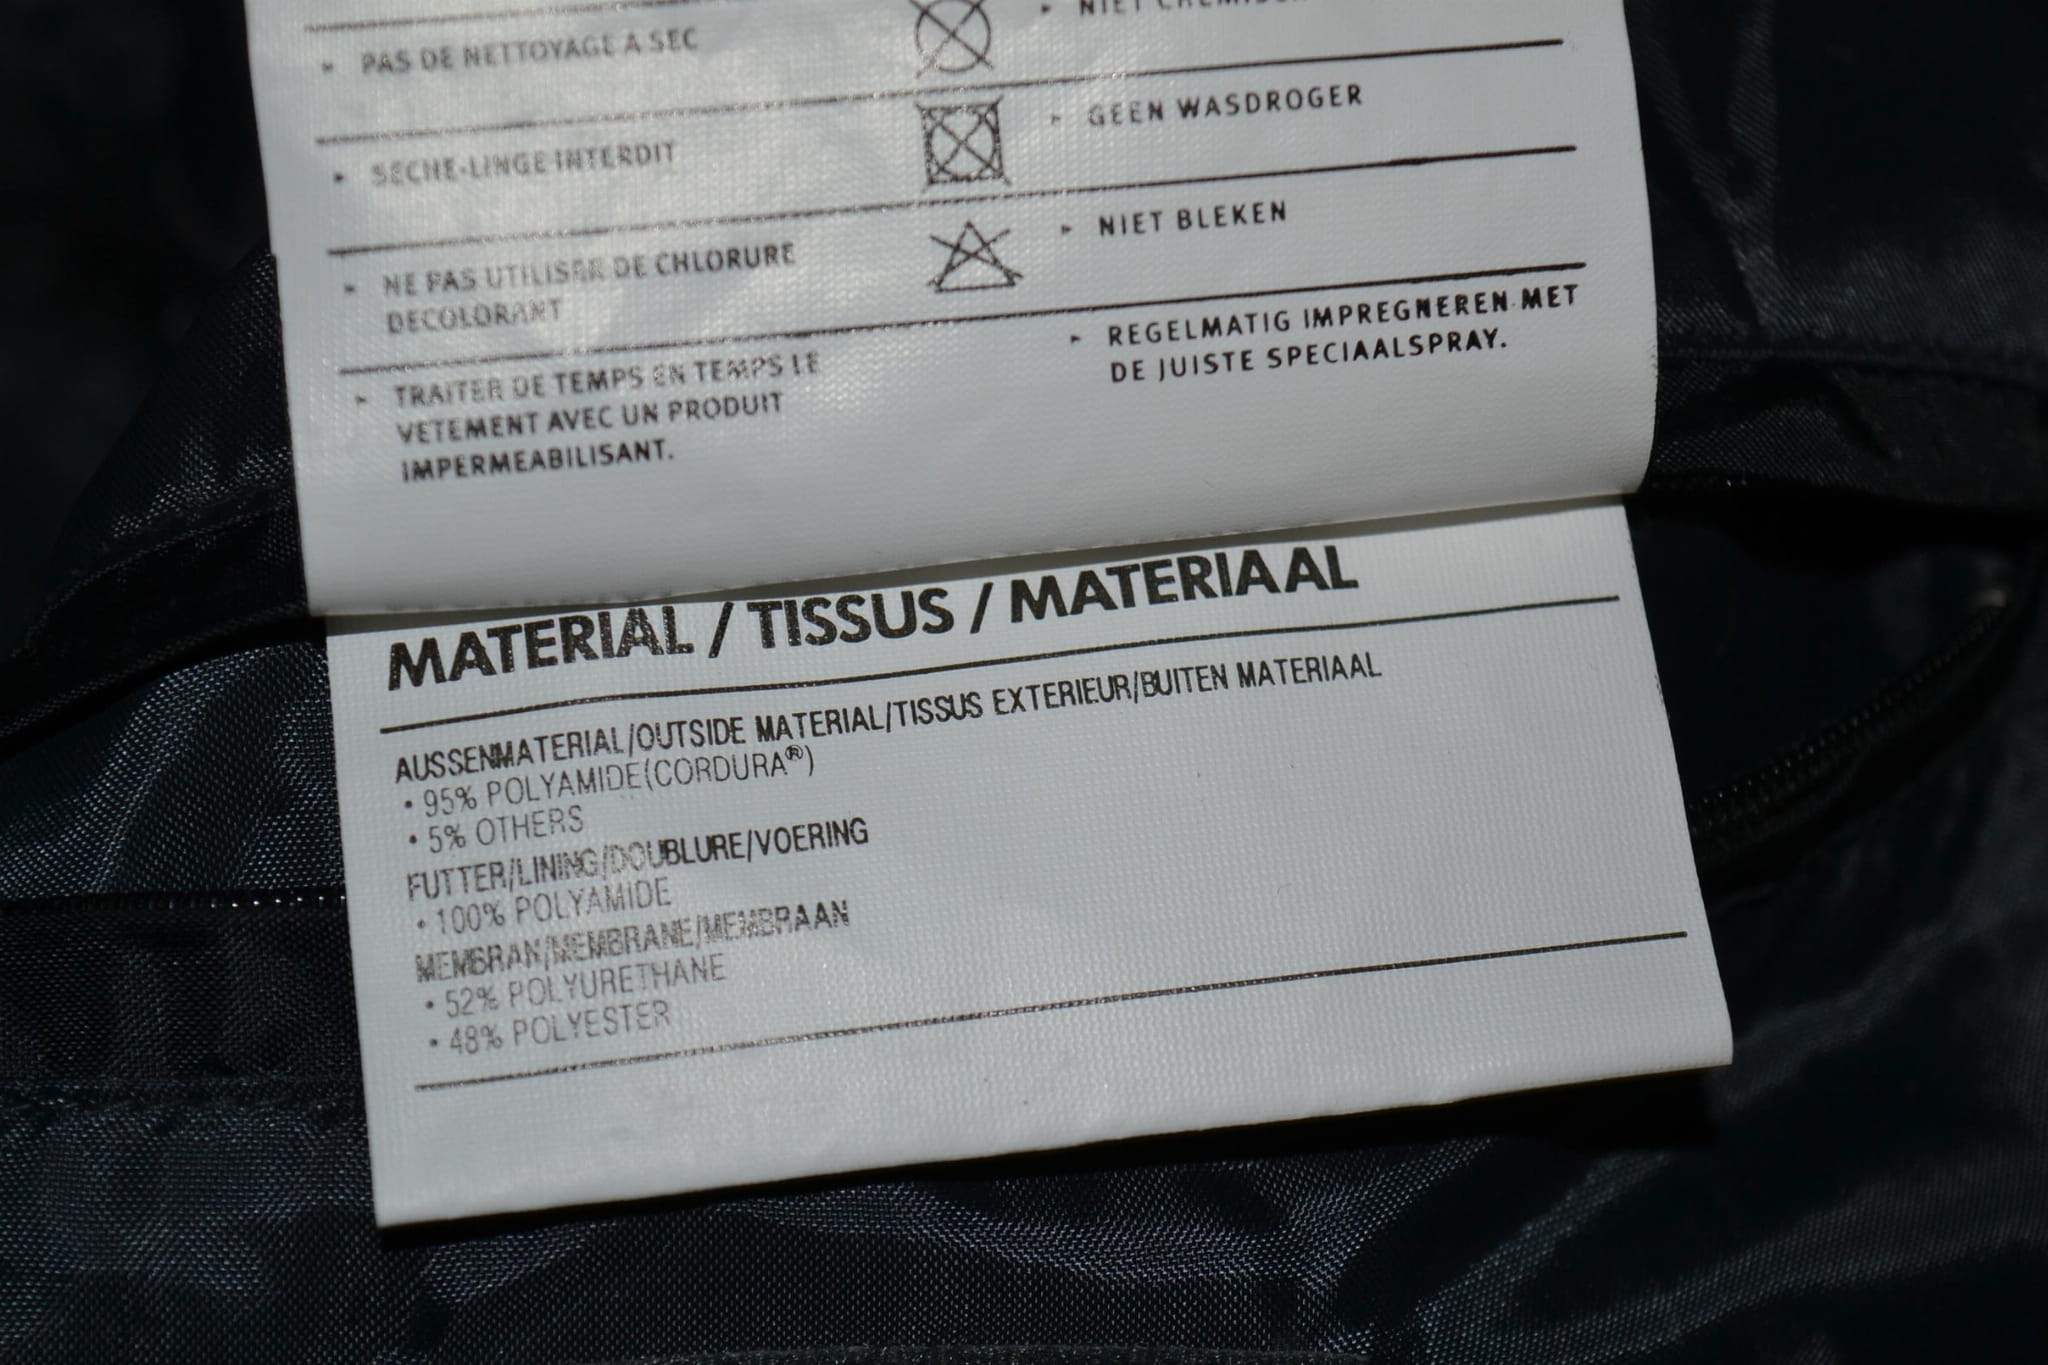 PAS DE NETTOYAGE A SEC
SECHE-LINGE INTERDIT
NE PAS UTILISER DE CHLORURE
DECOLORANT
TRAITER DE TEMPS EN TEMPS LE
VETEMENT AVEC UN PRODUIT
IMPERMEABILISANT.
NIET
GEEN WASDROGER
NIET BLEKEN
REGELMATIG IMPREGNEREN MET
DE JUISTE SPECIAALSPRAY.
MATERIAL / TISSUS / MATERIAAL
AUSSENMATERIAL/OUTSIDE MATERIAL/TISSUS EXTERIEUR/BUITEN MATERIAAL
• 95% POLYAMIDE(CORDURA®)
• 5% OTHERS
FUTTER/LINING/DOUBLURE/VOERING
• 100% POLYAMIDE
MEMBRAN/MEMBRANE/MEMBRAAN
• 52% POLYURETHANE
• 48% POLYESTER